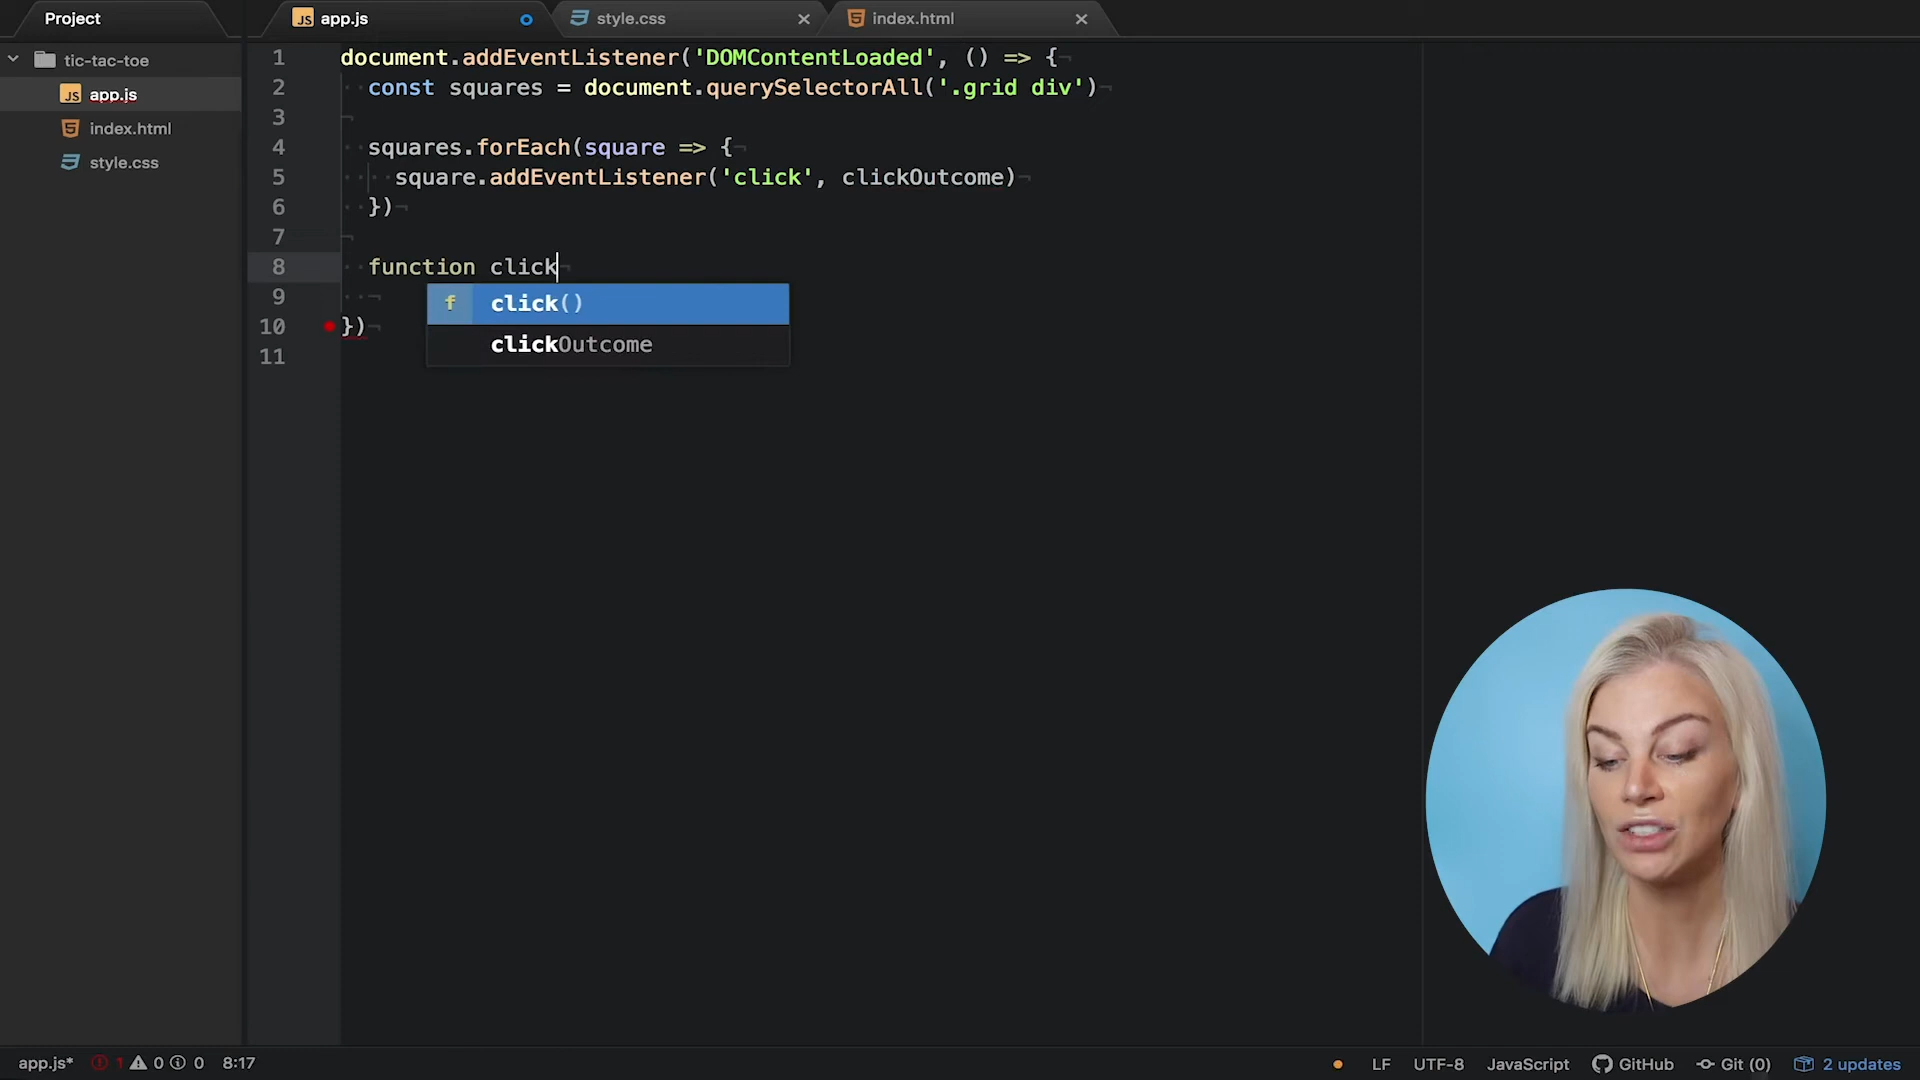 Project
app.js
style.css
index.html
tic-tac-toe
app.js
index.html
style.css
1 document.addEventListener('DOMContentLoaded', () => {
2 const squares = document.querySelectorAll('.grid div')
3
4 squares.forEach(square => {
5 square.addEventListener('click', clickOutcome)
6 })
7
8 function click
9
10 })
11
f click()
clickOutcome
app.js* 1 0 0 8:17
LF UTF-8 JavaScript GitHub Git (0) 2 updates